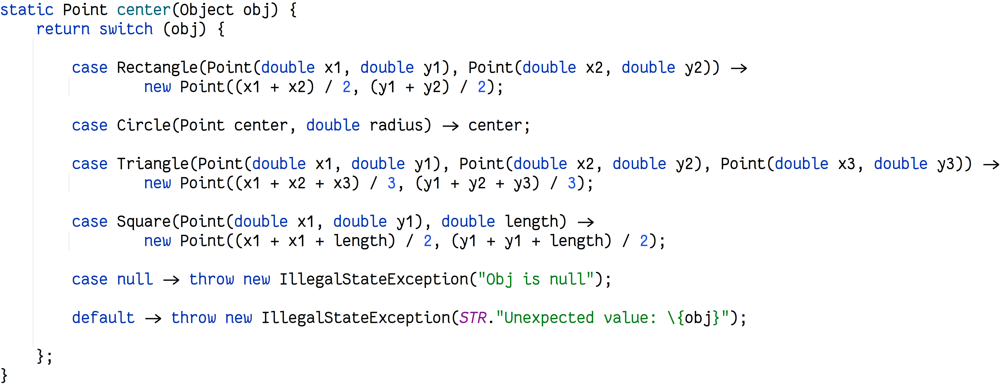 static Point center(Object obj) {
    return switch (obj) {

        case Rectangle(Point(double x1, double y1), Point(double x2, double y2)) →
                new Point((x1 + x2) / 2, (y1 + y2) / 2);

        case Circle(Point center, double radius) → center;

        case Triangle(Point(double x1, double y1), Point(double x2, double y2), Point(double x3, double y3)) →
                new Point((x1 + x2 + x3) / 3, (y1 + y2 + y3) / 3);

        case Square(Point(double x1, double y1), double length) →
                new Point((x1 + x1 + length) / 2, (y1 + y1 + length) / 2);

        case null → throw new IllegalStateException("Obj is null");

        default → throw new IllegalStateException(STR."Unexpected value: \{obj}");

    };
}